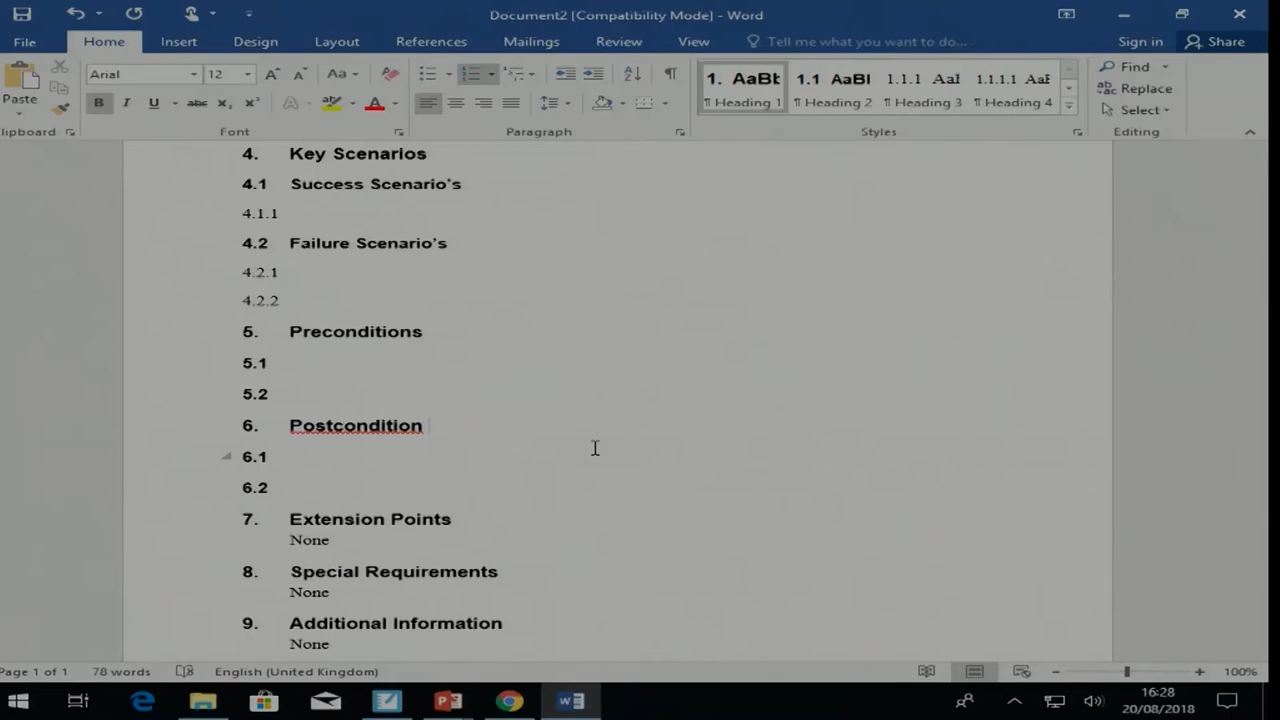 Document2 [Compatibility Mode] - Word
File Home Insert Design Layout References Mailings Review View Tell me what you want to do... Sign in Share
Paste
Clipboard
Arial 12
Font
Paragraph
1. AaBb 1.1 AaBI 1.1.1 AaI 1.1.1.1 AaI
¶ Heading 1 ¶ Heading 2 ¶ Heading 3 ¶ Heading 4
Styles
Find
Replace
Select
Editing
4. Key Scenarios
4.1 Success Scenario's
4.1.1
4.2 Failure Scenario's
4.2.1
4.2.2
5. Preconditions
5.1
5.2
6. Postcondition
6.1
6.2
7. Extension Points
None
8. Special Requirements
None
9. Additional Information
None
Page 1 of 1 78 words English (United Kingdom) 100%
16:28
20/08/2018